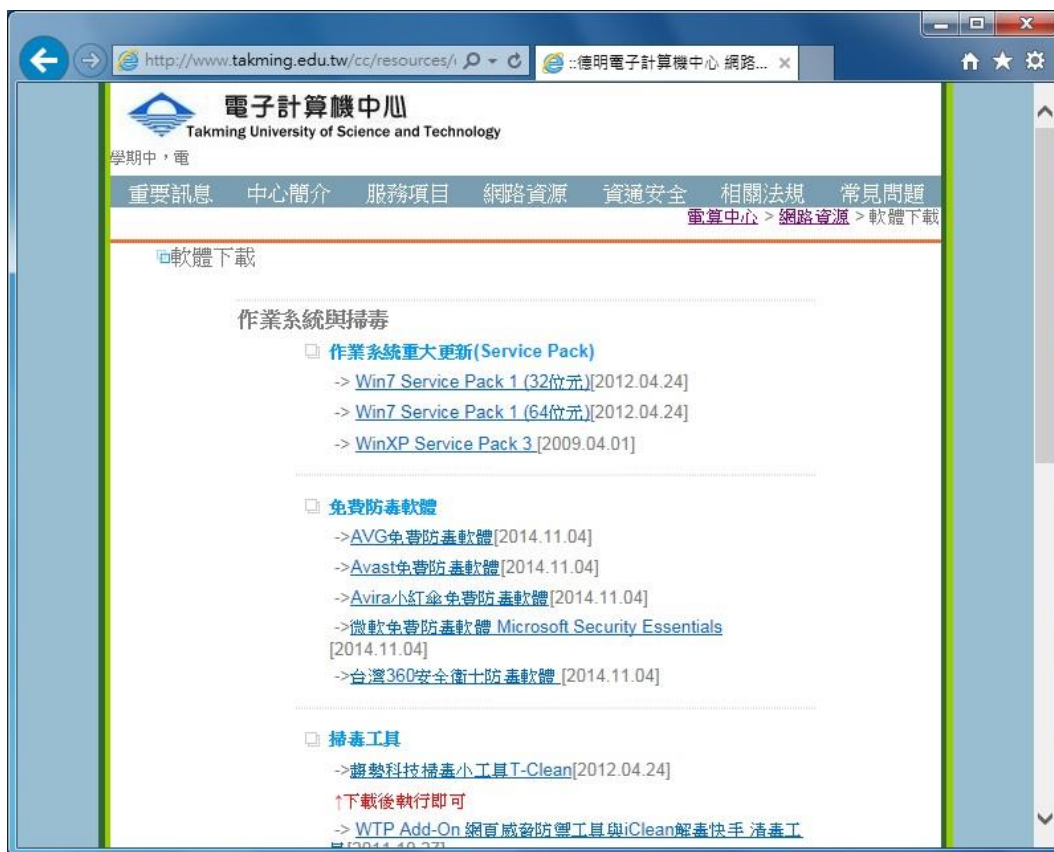 http://www.takming.edu.tw/cc/resources/
::德明電子計算機中心 網路...
電子計算機中心
Takming University of Science and Technology
學期中，電
重要訊息 中心簡介 服務項目 網路資源 資通安全 相關法規 常見問題
電算中心 > 網路資源 > 軟體下載
軟體下載
作業系統與掃毒
作業系統重大更新(Service Pack)
-> Win7 Service Pack 1 (32位元)[2012.04.24]
-> Win7 Service Pack 1 (64位元)[2012.04.24]
-> WinXP Service Pack 3 [2009.04.01]
免費防毒軟體
->AVG免費防毒軟體[2014.11.04]
->Avast免費防毒軟體[2014.11.04]
->Avira小紅傘免費防毒軟體[2014.11.04]
->微軟免費防毒軟體 Microsoft Security Essentials
[2014.11.04]
->台灣360安全衛士防毒軟體 [2014.11.04]
掃毒工具
->趨勢科技掃毒小工具T-Clean[2012.04.24]
↑下載後執行即可
-> WTP Add-On 網頁威脅防禦工具與iClean解毒快手 清毒工
具[2011.10.27]